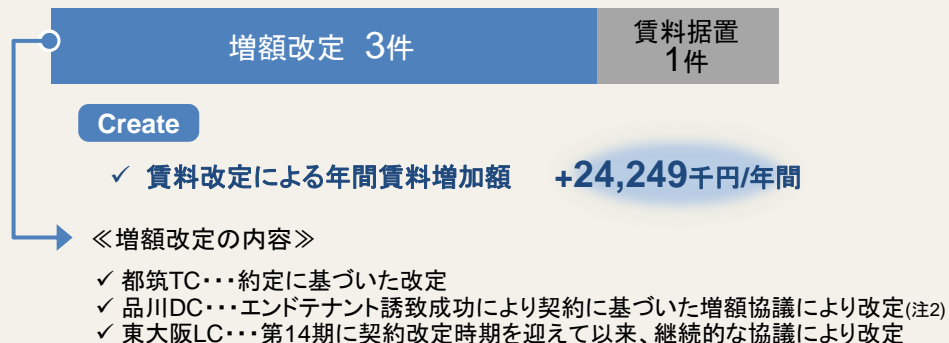 増額改定 3件
賃料据置
1件
Create
✓ 賃料改定による年間賃料増加額 +24,249千円/年間
≪増額改定の内容≫
✓ 都筑TC・・・約定に基づいた改定
✓ 品川DC・・・エンドテナント誘致成功により契約に基づいた増額協議により改定(注2)
✓ 東大阪LC・・・第14期に契約改定時期を迎えて以来、継続的な協議により改定